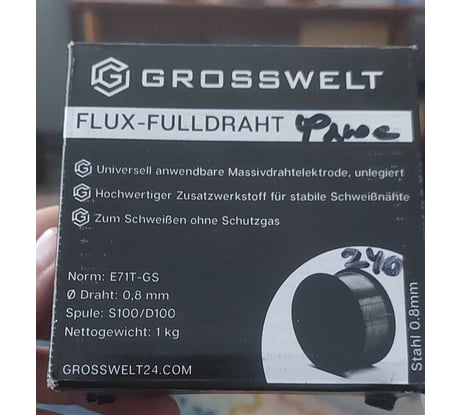 GROSSWELT
FLUX-FULLDRAHT Флюс
Universell anwendbare Massivdrahtelektrode, unlegiert
Hochwertiger Zusatzwerkstoff für stabile Schweißnähte
Zum Schweißen ohne Schutzgas
240
Norm: E71T-GS
Ø Draht: 0,8 mm
Spule: S100/D100
Nettogewicht: 1 kg
GROSSWELT24.COM
Stahl 0.8mm